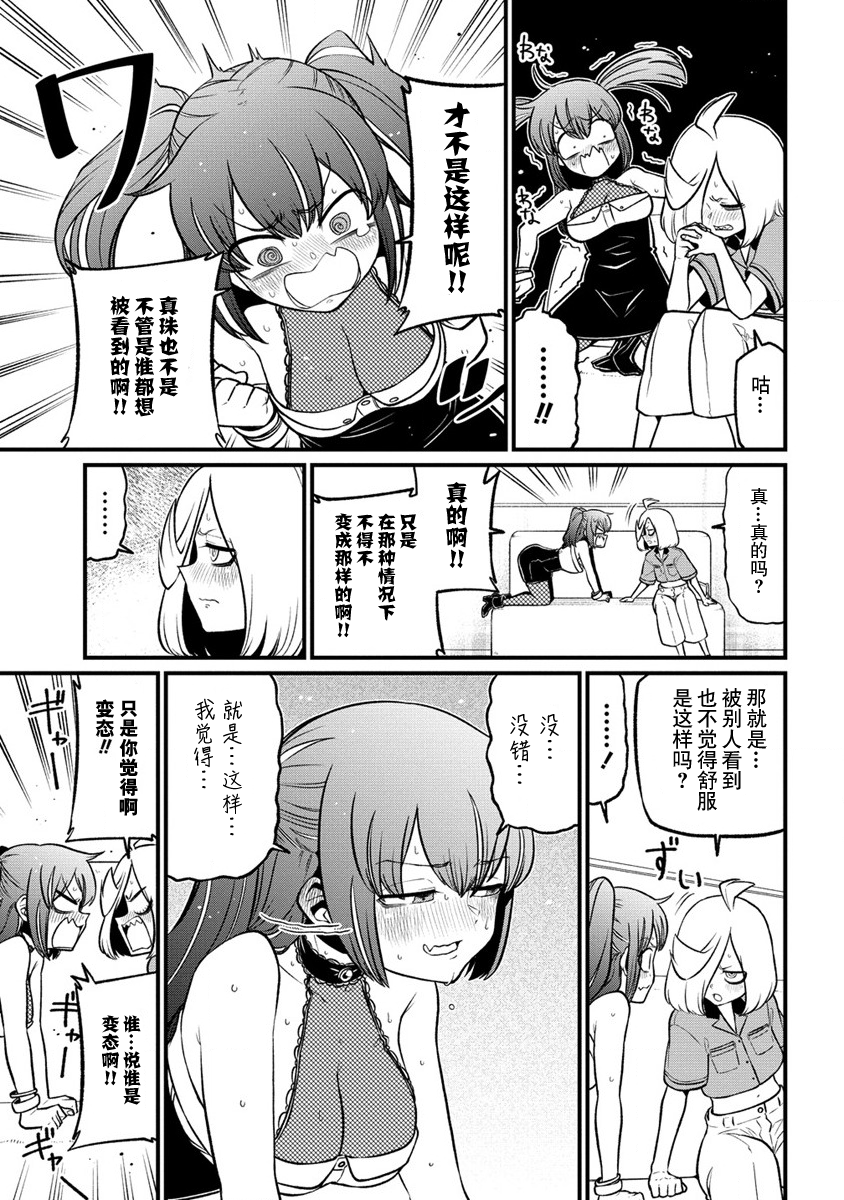 わな
わな
わな
わな
咕…
……!!
ワッ
才不是这样呢!!
真珠也不是
不管是谁都想
被看到的啊!!
真…真的吗?
真的啊!!
只是
在那种情况下
不得不
变成那样的啊!!
……
那就是…
被别人看到
也不觉得舒服
是这样吗?
……!
ずいっ
没…
没错…
就是…这样…
我觉得…
ギャー
只是你觉得啊
变态!!
谁…说谁是
变态啊!!
ギャー
ギャー